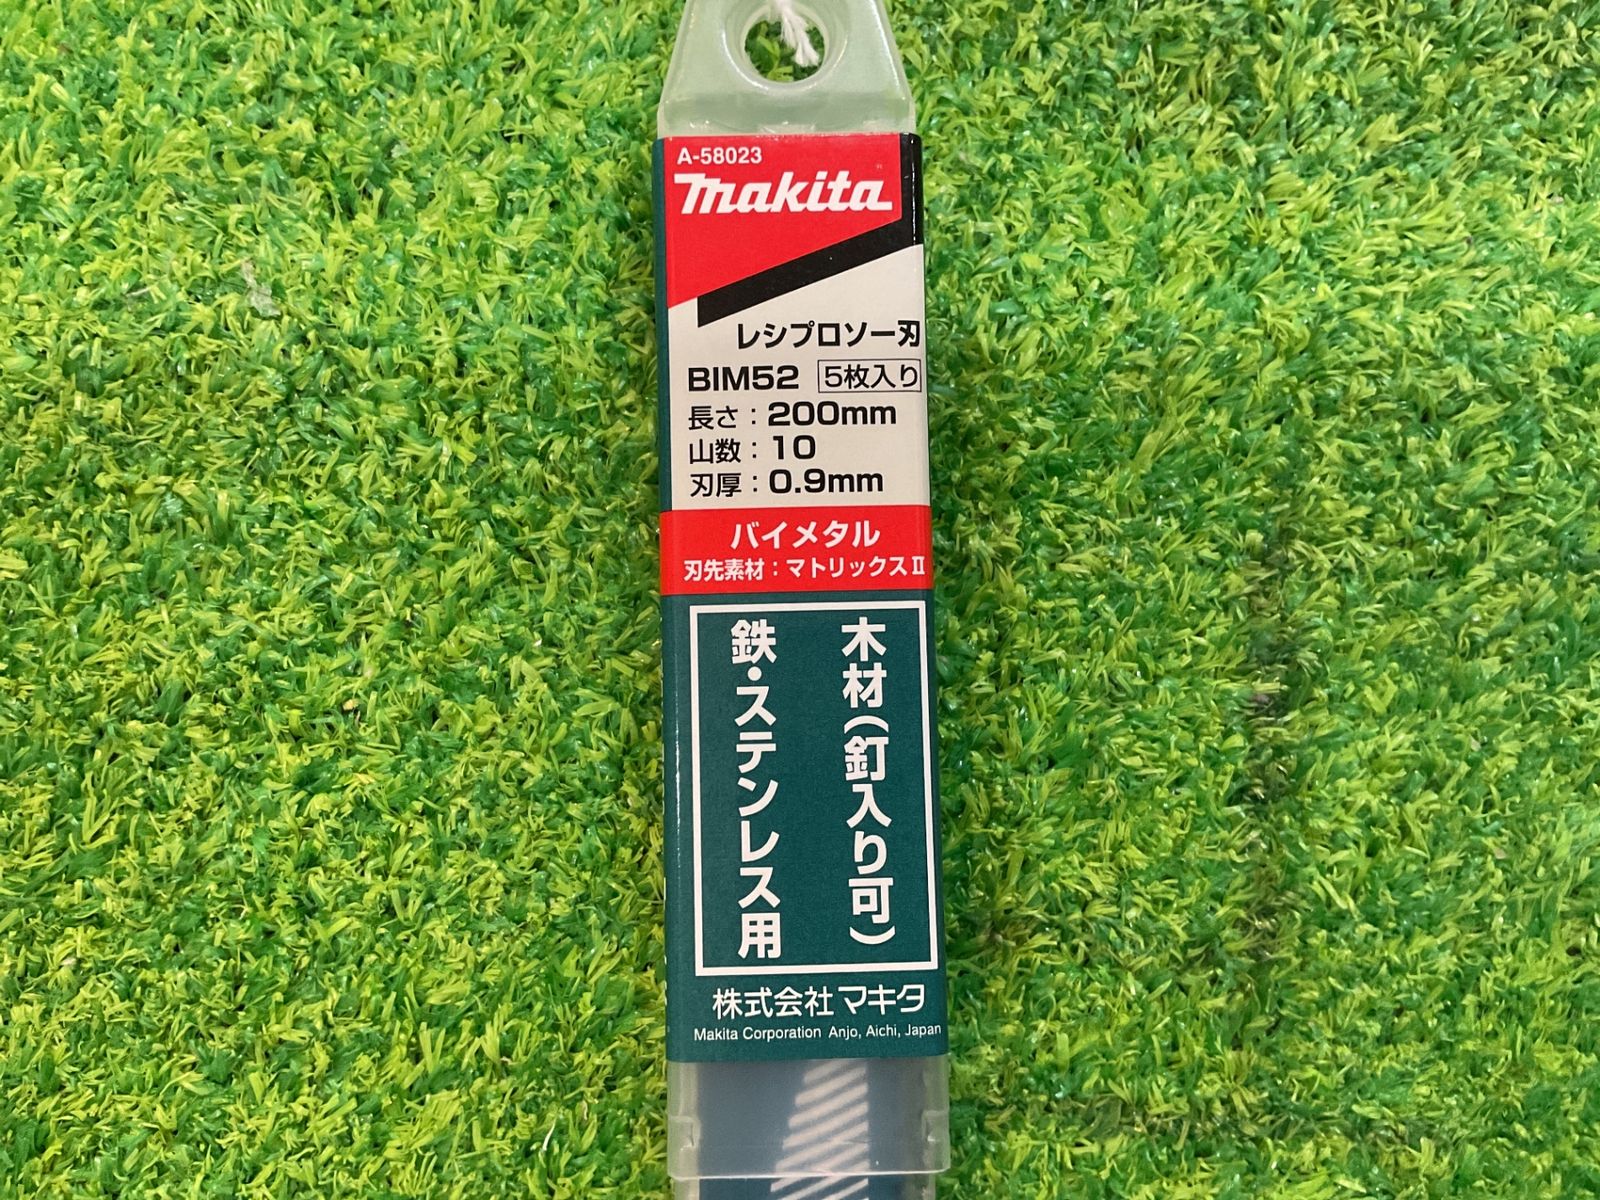 A-58023
makita
レシプロソー刃
BIM52 5枚入り
長さ：200mm
山数：10
刃厚：0.9mm
バイメタル
刃先素材：マトリックスⅡ
木材(釘入り可)
鉄・ステンレス用
株式会社マキタ
Makita Corporation Anjo, Aichi, Japan